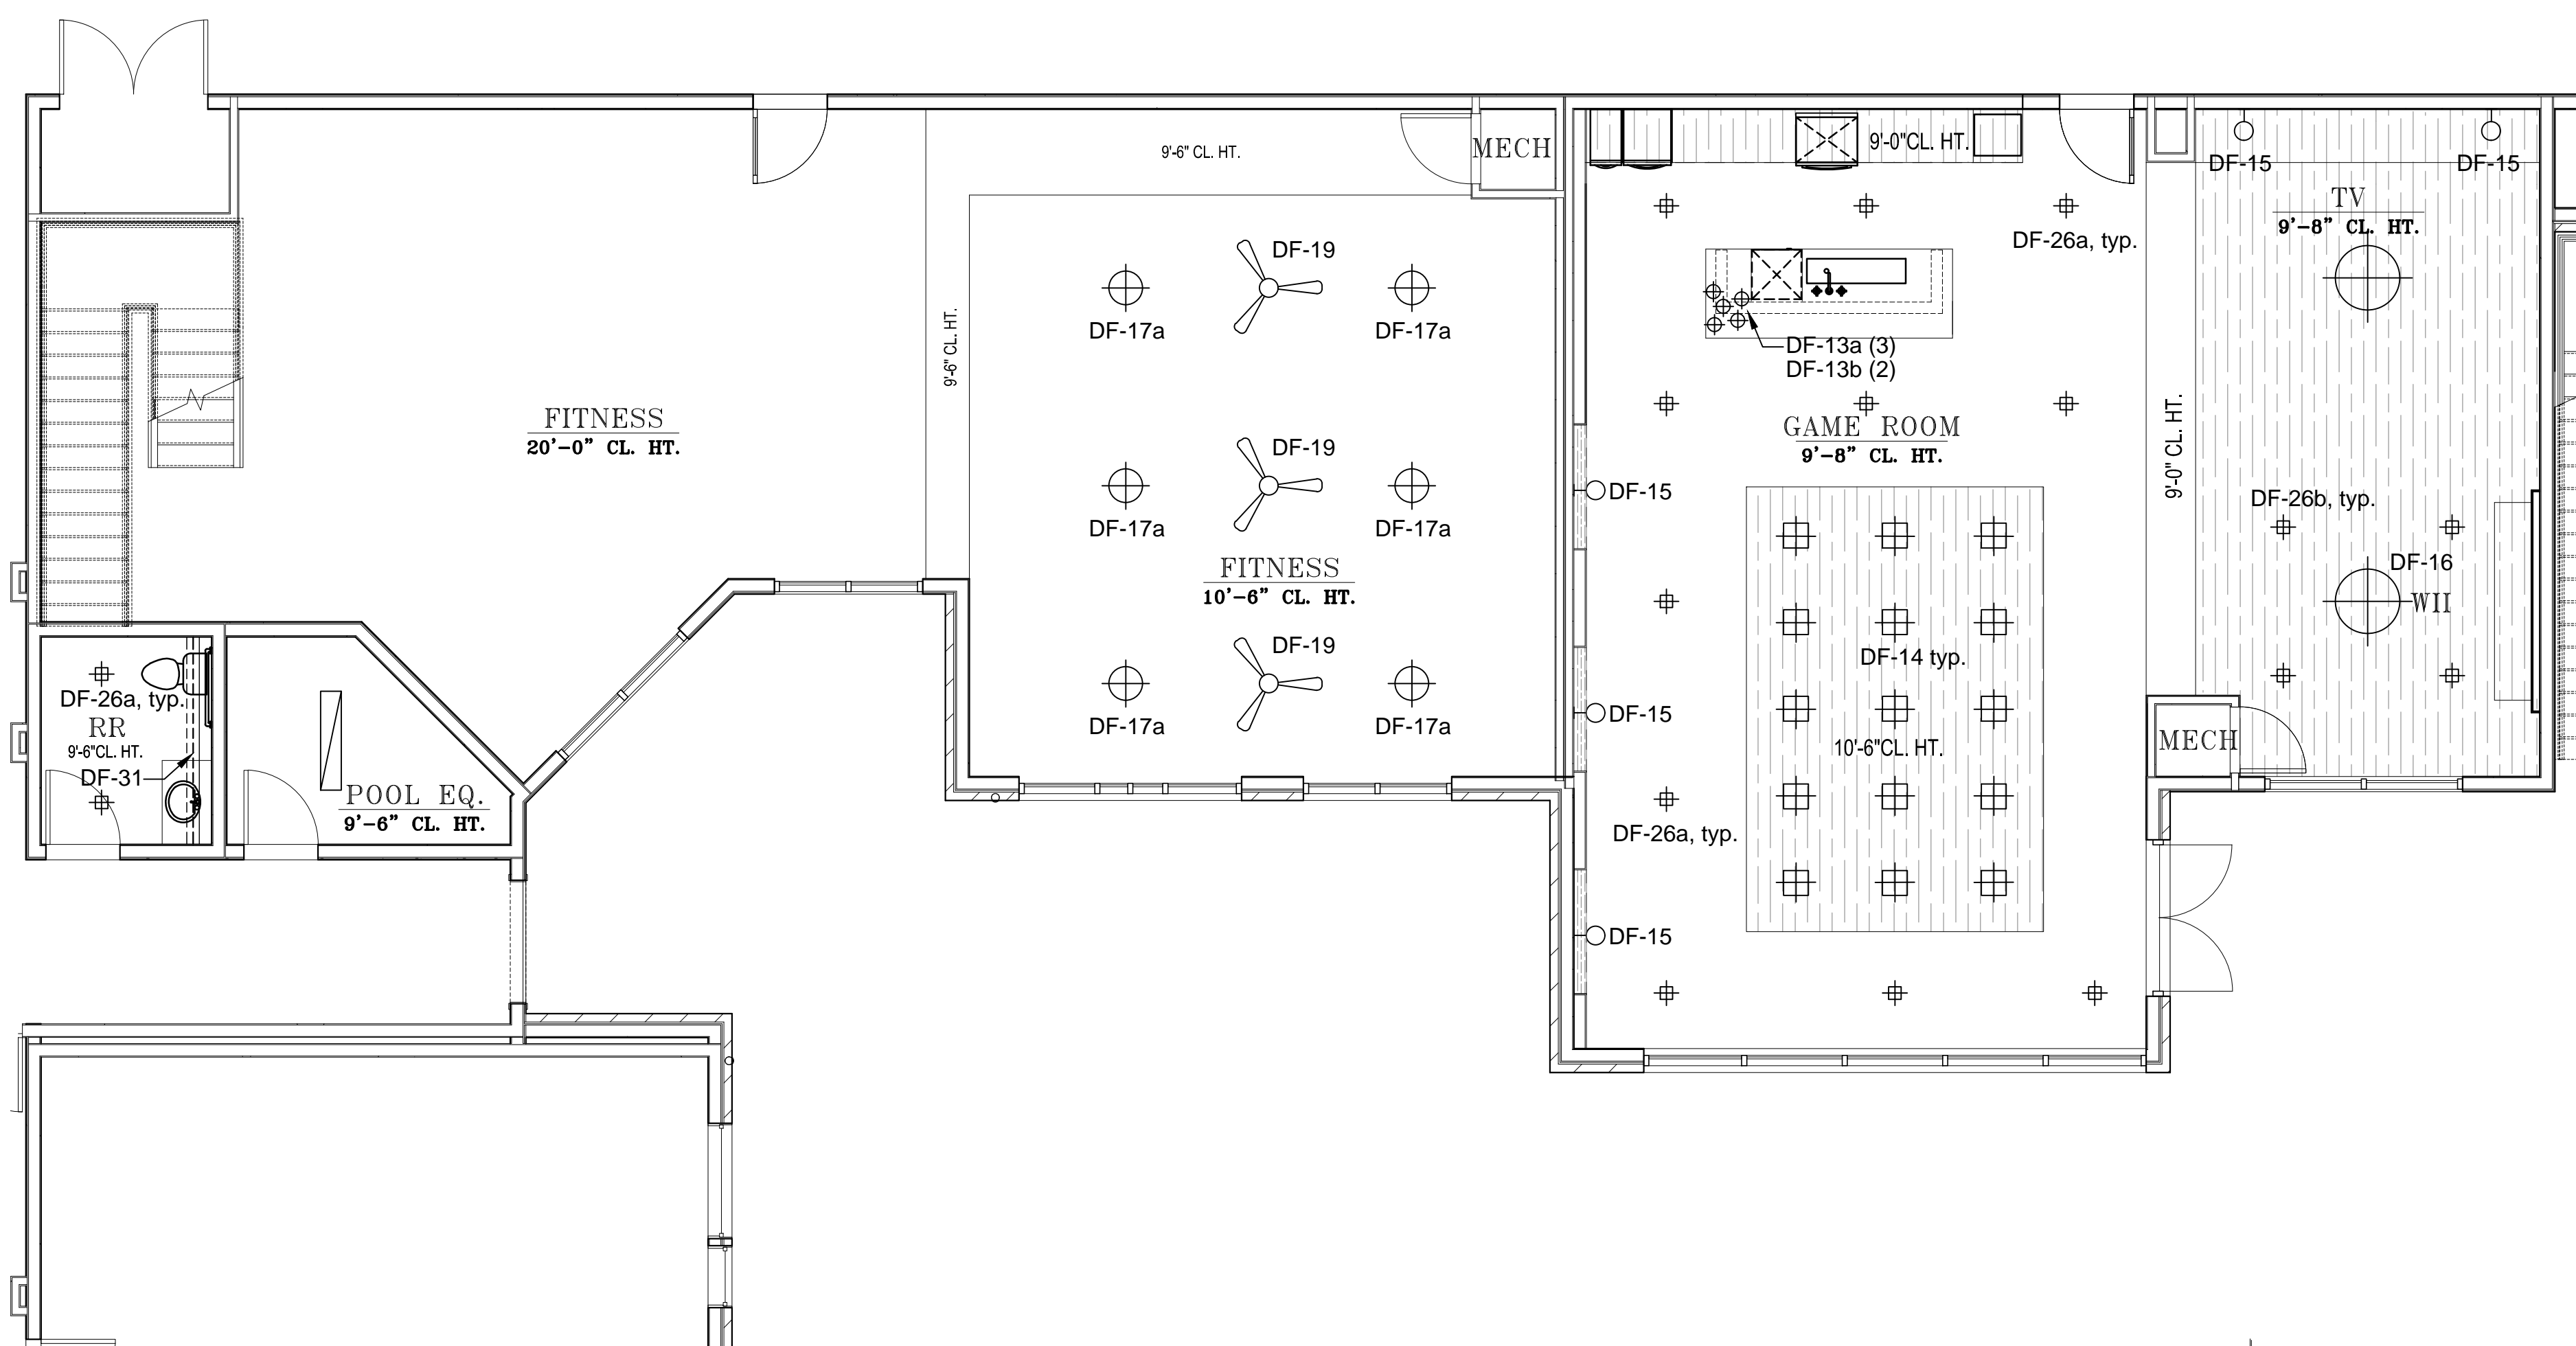 9'-6" CL. HT.
MECH
9'-0"CL. HT.
DF-15
DF-15
TV
9'-8" CL. HT.
DF-26a, typ.
DF-19
DF-17a
DF-17a
DF-13a (3)
DF-13b (2)
9'-6" CL. HT.
FITNESS
20'-0" CL. HT.
DF-19
GAME ROOM
9'-8" CL. HT.
9'-0" CL. HT.
DF-15
DF-26b, typ.
DF-17a
DF-17a
FITNESS
10'-6" CL. HT.
DF-16
WII
DF-19
DF-14 typ.
DF-26a, typ.
RR
9'-6"CL. HT.
DF-31
DF-17a
DF-17a
DF-15
10'-6"CL. HT.
MECH
POOL EQ.
9'-6" CL. HT.
DF-26a, typ.
DF-15